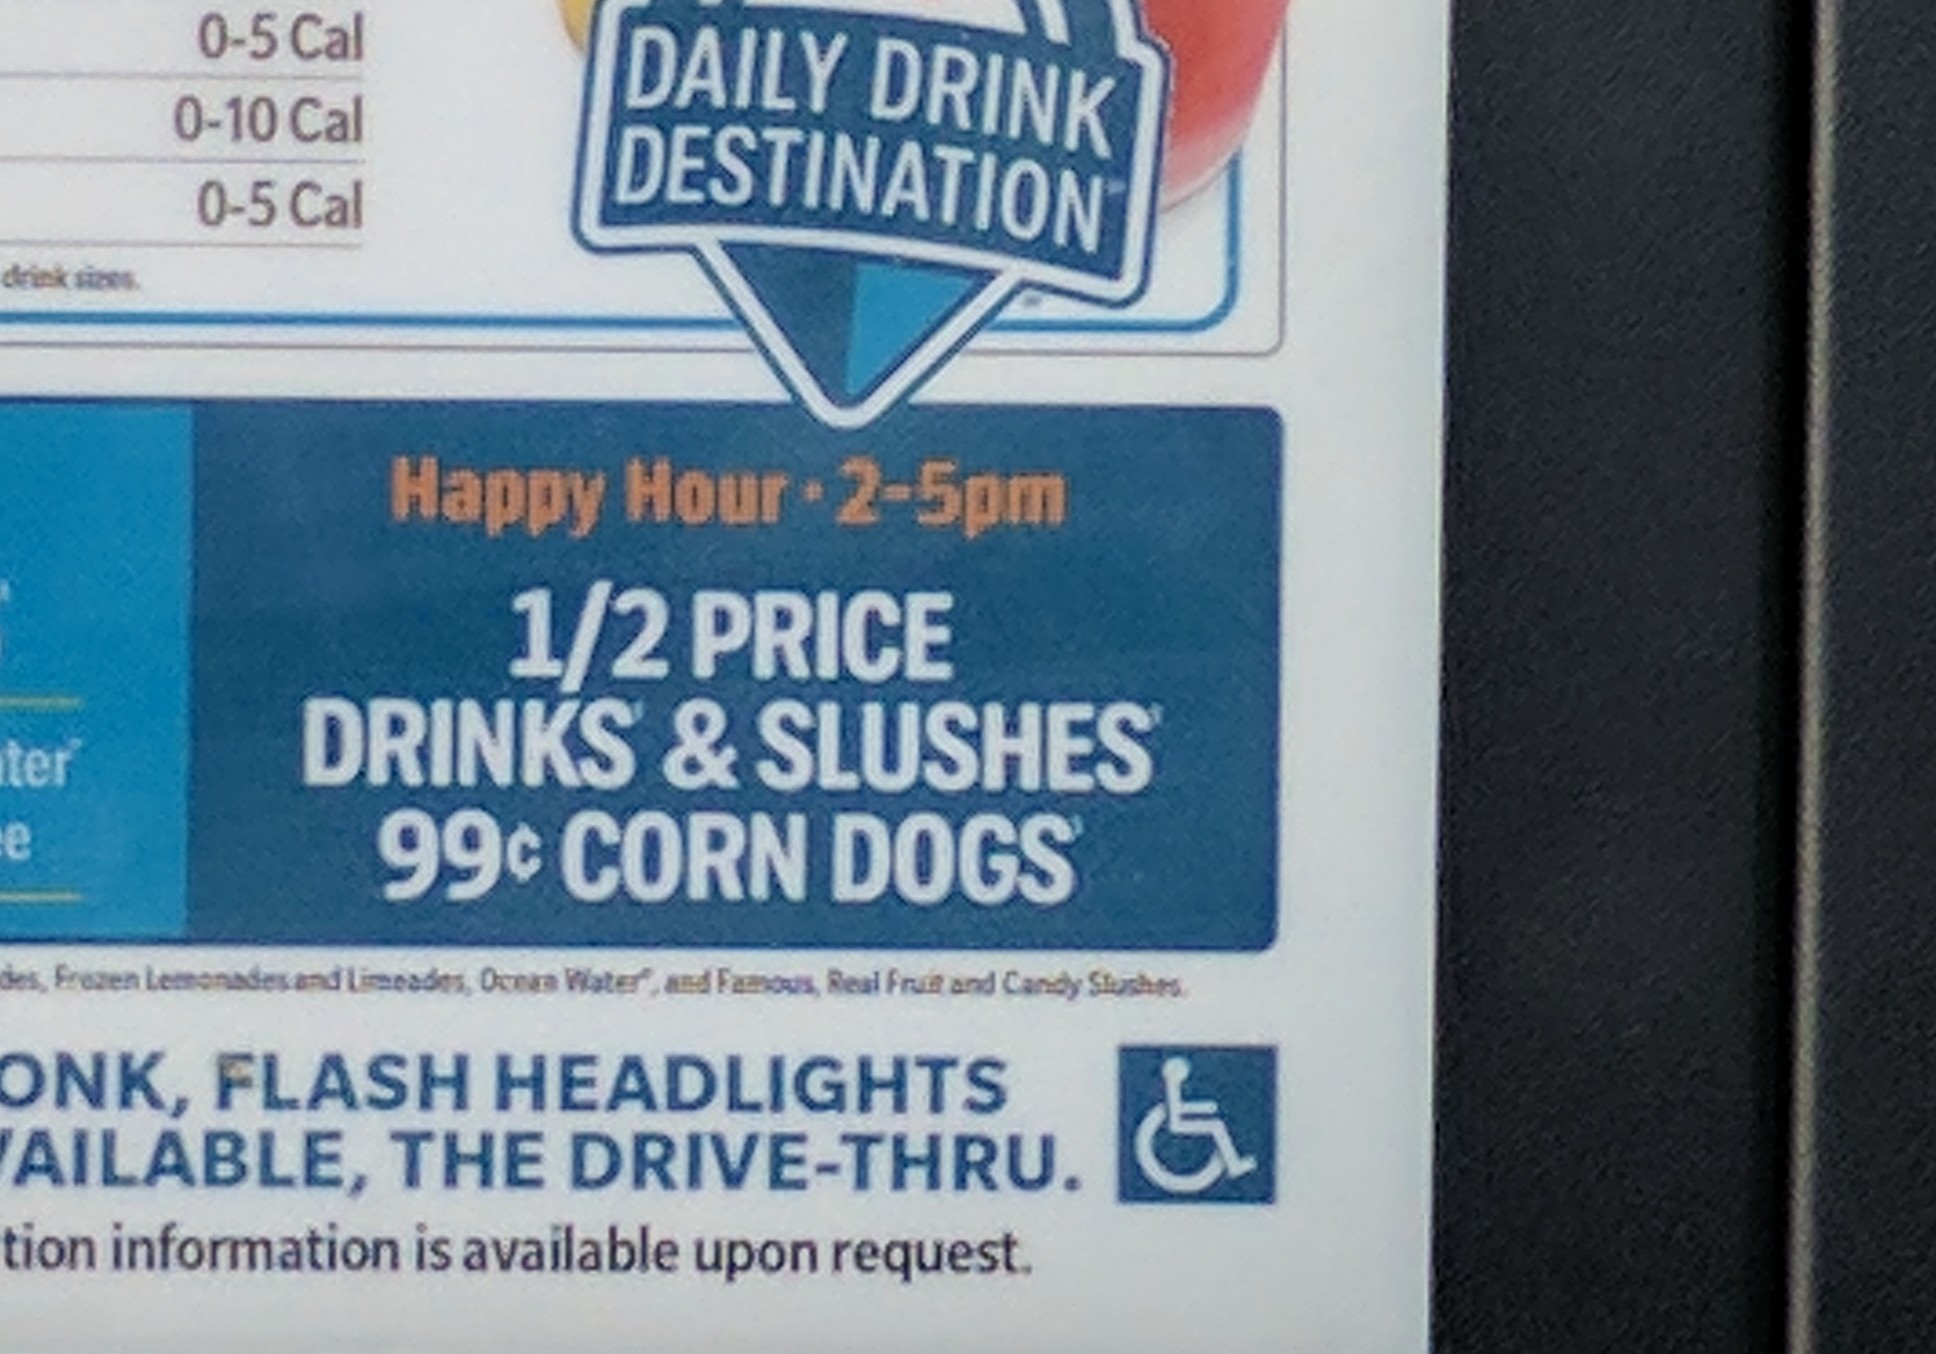 0-5 Cal
0-10 Cal
0-5 Cal
drink sizes.
DAILY DRINK
DESTINATION
Happy Hour · 2-5pm
1/2 PRICE
DRINKS & SLUSHES
99¢ CORN DOGS
ter
e
des, Frozen Lemonades and Limeades, Ocean Water®, and Famous, Real Fruit and Candy Slushes.
ONK, FLASH HEADLIGHTS
VAILABLE, THE DRIVE-THRU.
tion information is available upon request.